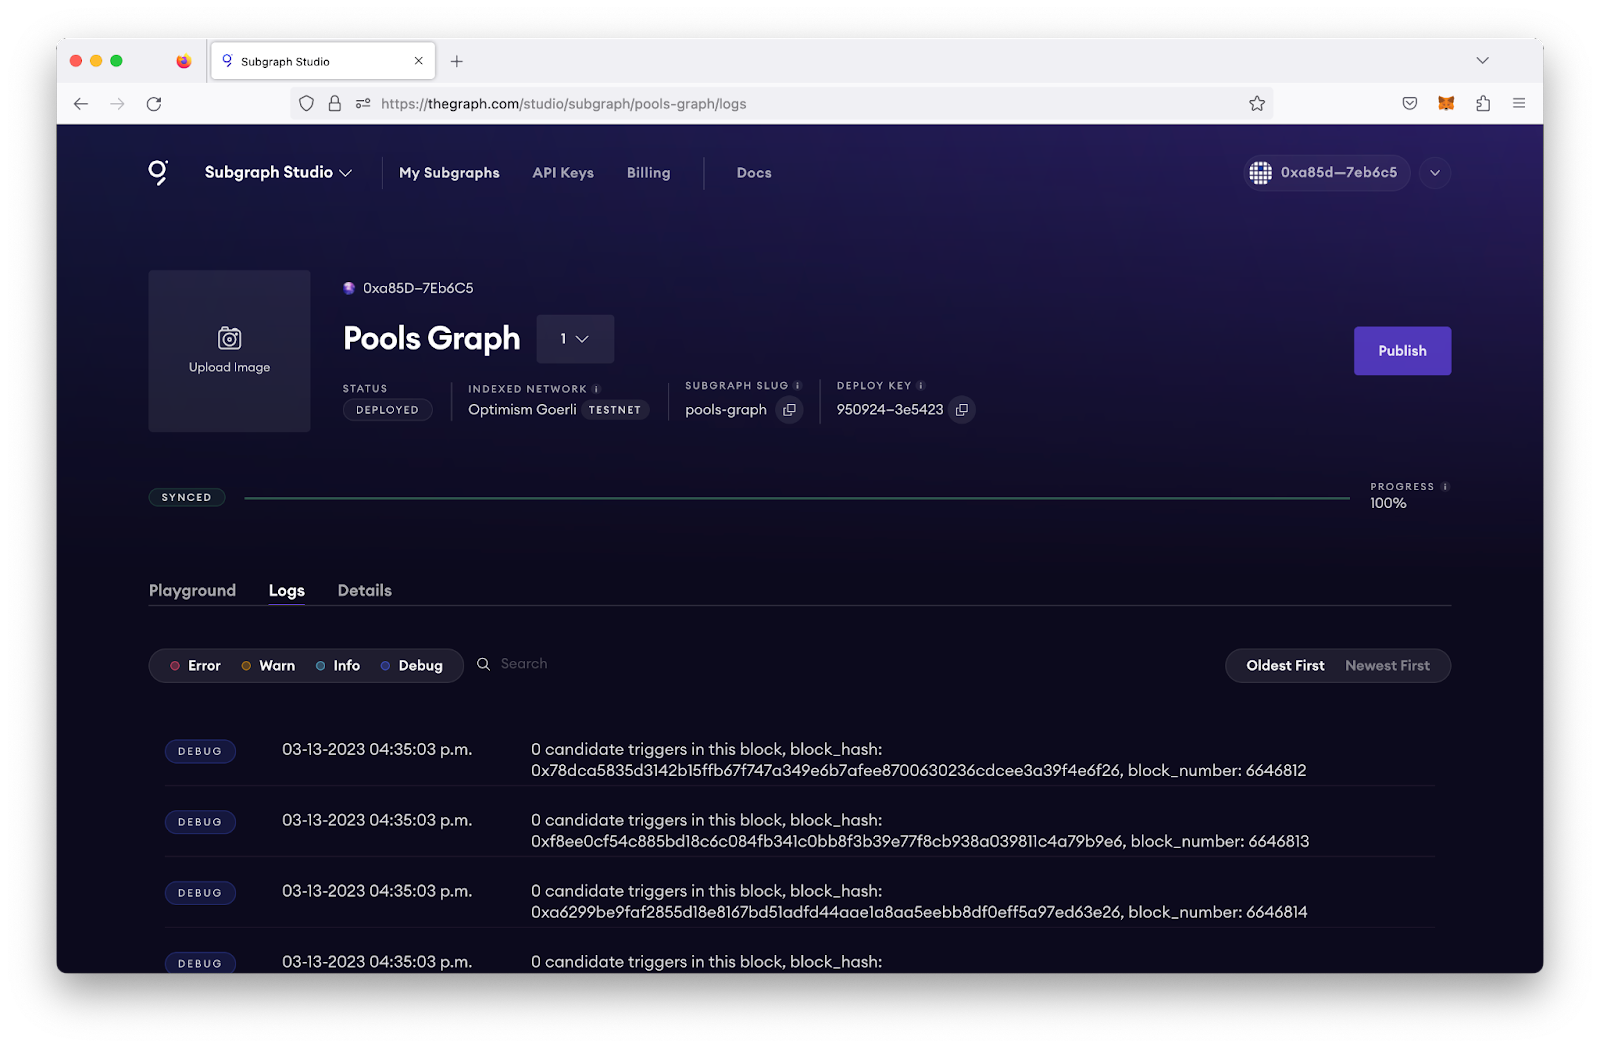 Subgraph Studio
https://thegraph.com/studio/subgraph/pools-graph/logs
Subgraph Studio
My Subgraphs
API Keys
Billing
Docs
0xa85d—7eb6c5
0xa85D—7Eb6C5
Upload Image
Pools Graph
1
Publish
STATUS
DEPLOYED
INDEXED NETWORK
Optimism Goerli TESTNET
SUBGRAPH SLUG
pools-graph
DEPLOY KEY
950924—3e5423
SYNCED
PROGRESS
100%
Playground
Logs
Details
Error
Warn
Info
Debug
Search
Oldest First
Newest First
DEBUG
03-13-2023 04:35:03 p.m.
0 candidate triggers in this block, block_hash:
0x78dca5835d3142b15ffb67f747a349e6b7afee8700630236cdcee3a39f4e6f26, block_number: 6646812
DEBUG
03-13-2023 04:35:03 p.m.
0 candidate triggers in this block, block_hash:
0xf8ee0cf54c885bd18c6c084fb341c0bb8f3b39e77f8cb938a039811c4a79b9e6, block_number: 6646813
DEBUG
03-13-2023 04:35:03 p.m.
0 candidate triggers in this block, block_hash:
0xa6299be9faf2855d18e8167bd51adfd44aae1a8aa5eebb8df0eff5a97ed63e26, block_number: 6646814
DEBUG
03-13-2023 04:35:03 p.m.
0 candidate triggers in this block, block_hash: